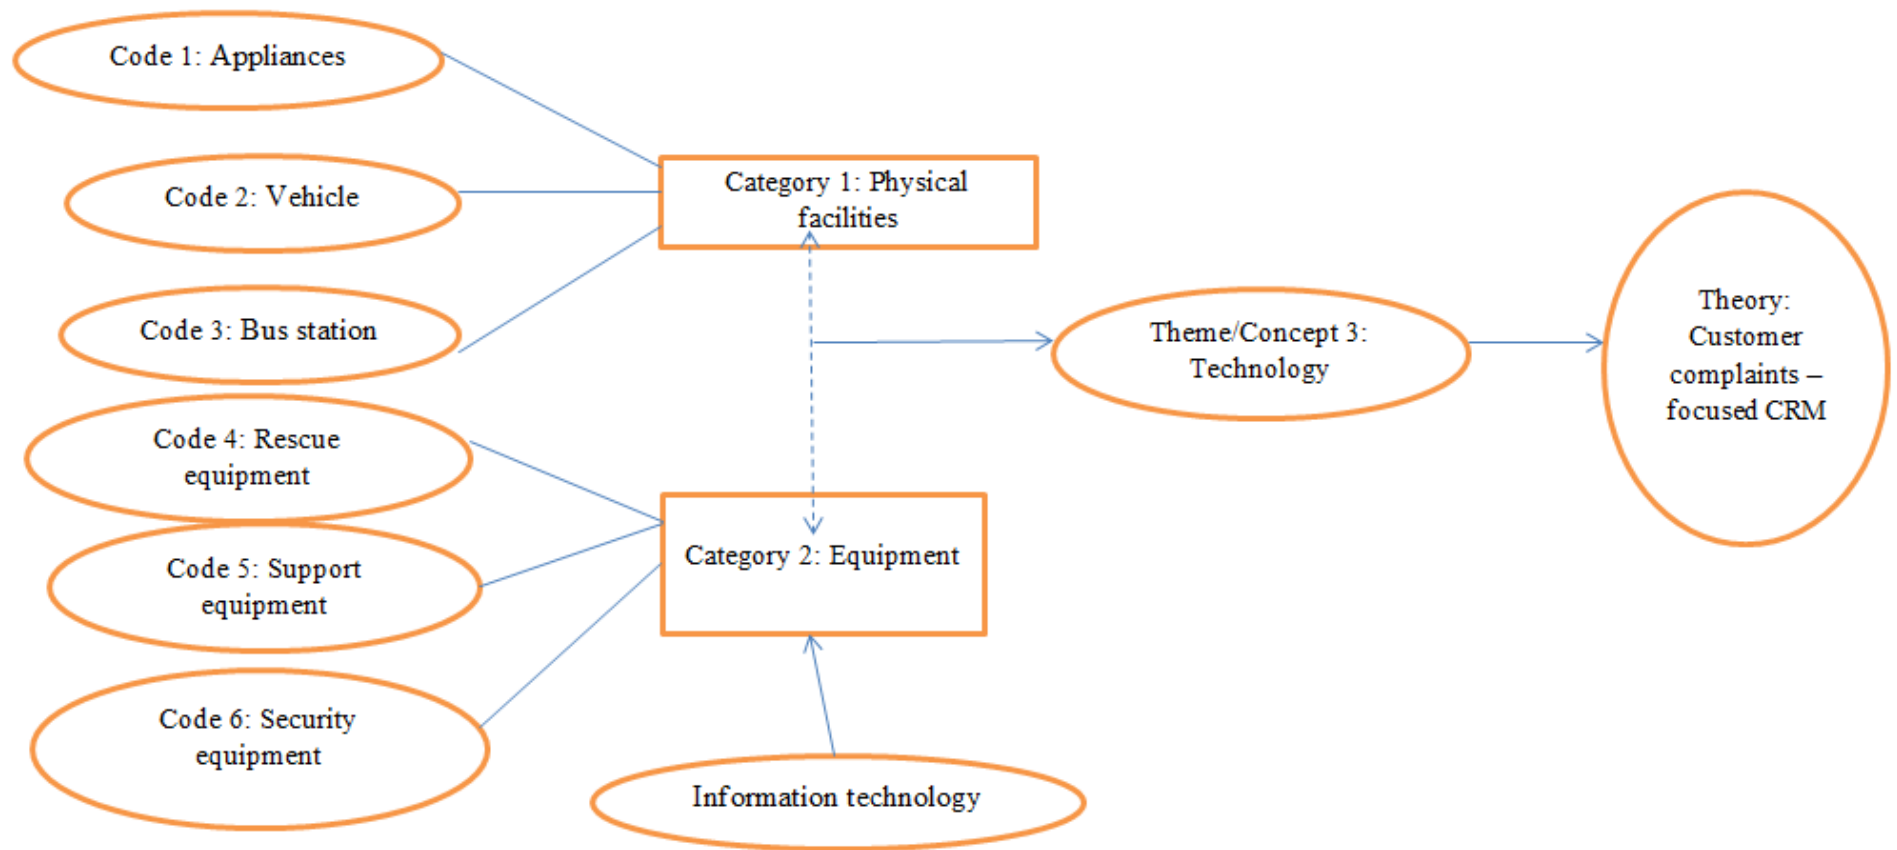 Code 1: Appliances
Code 2: Vehicle
Code 3: Bus station
Code 4: Rescue
equipment
Code 5: Support
equipment
Code 6: Security
equipment
Category 1: Physical
facilities
Category 2: Equipment
Information technology
Theme/Concept 3:
Technology
Theory:
Customer
complaints –
focused CRM